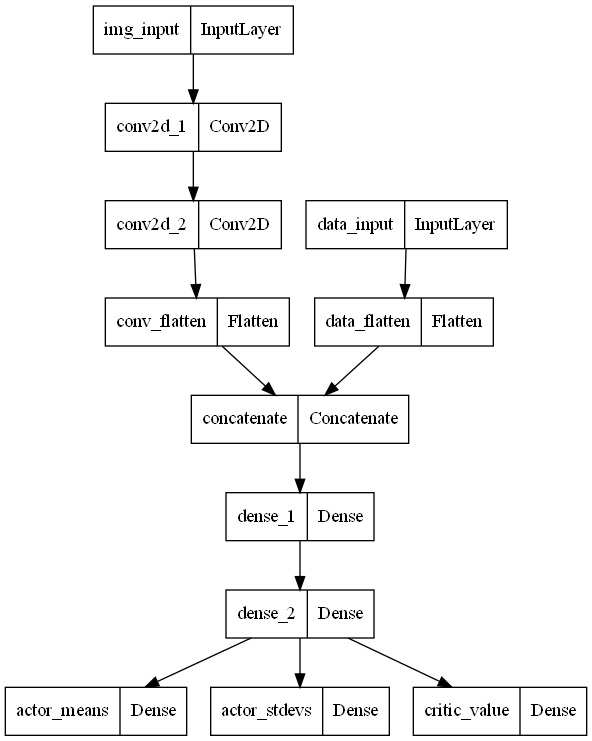 img_input InputLayer
conv2d_1 Conv2D
conv2d_2 Conv2D
data_input InputLayer
conv_flatten Flatten
data_flatten Flatten
concatenate Concatenate
dense_1 Dense
dense_2 Dense
actor_means Dense
actor_stdevs Dense
critic_value Dense